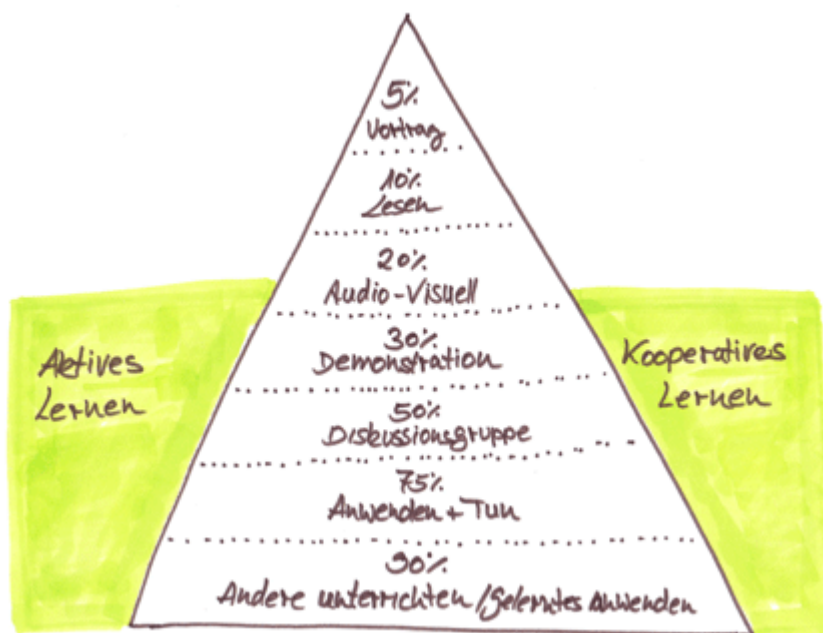 5%
Vortrag
10%
Lesen
20%
Audio-Visuell
Aktives
Lernen
30%
Demonstration
Kooperatives
Lernen
50%
Diskussionsgruppe
75%
Anwenden + Tun
90%
Andere unterrichten / gelerntes Anwenden